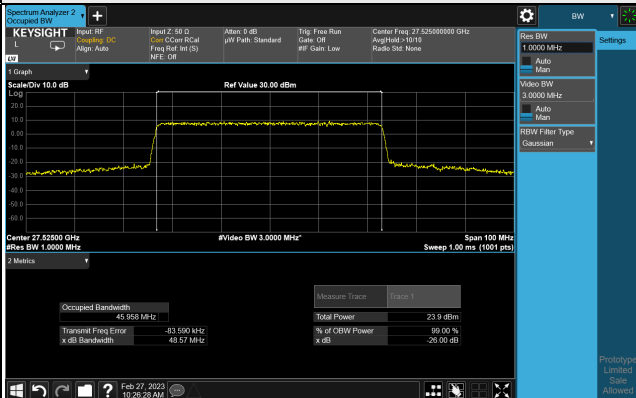 Spectrum Analyzer 2
Occupied BW
+
BW
KEYSIGHT
L
LXI
Input: RF
Coupling: DC
Align: Auto
Input Z: 50 Ω
Corr CCorr RCal
Freq Ref: Int (S)
NFE: Off
Atten: 0 dB
µW Path: Standard
Trig: Free Run
Gate: Off
#IF Gain: Low
Center Freq: 27.525000000 GHz
Avg|Hold:>10/10
Radio Std: None
Res BW
1.0000 MHz
Auto
Man
Video BW
3.0000 MHz
Auto
Man
RBW Filter Type
Gaussian
Settings
1 Graph
Scale/Div 10.0 dB
Ref Value 30.00 dBm
Log
20.0
10.0
0.00
-10.0
-20.0
-30.0
-40.0
-50.0
-60.0
Center 27.52500 GHz
#Video BW 3.0000 MHz*
Span 100 MHz
#Res BW 1.0000 MHz
Sweep 1.00 ms (1001 pts)
2 Metrics
Measure Trace
Trace 1
Occupied Bandwidth
45.958 MHz
Total Power
23.9 dBm
Transmit Freq Error
-83.590 kHz
% of OBW Power
99.00 %
x dB Bandwidth
48.57 MHz
x dB
-26.00 dB
Prototype
Limited
Sale
Allowed
?
Feb 27, 2023
10:26:28 AM